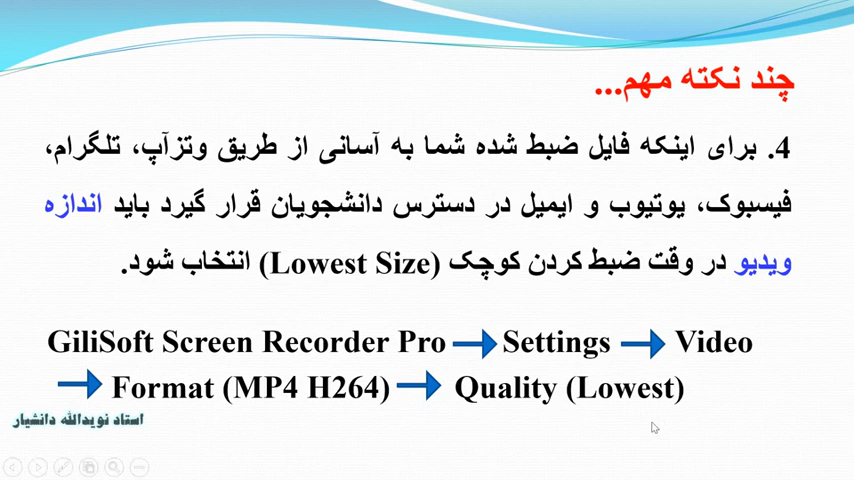 چند نکته مهم...
4. برای اینکه فایل ضبط شده شما به آسانی از طریق وتزآپ، تلگرام،
فیسبوک، یوتیوب و ایمیل در دسترس دانشجویان قرار گیرد باید اندازه
ویدیو در وقت ضبط کردن کوچک (Lowest Size) انتخاب شود.
GiliSoft Screen Recorder Pro → Settings → Video
→ Format (MP4 H264) → Quality (Lowest)
استاد نویدالله دانشیار